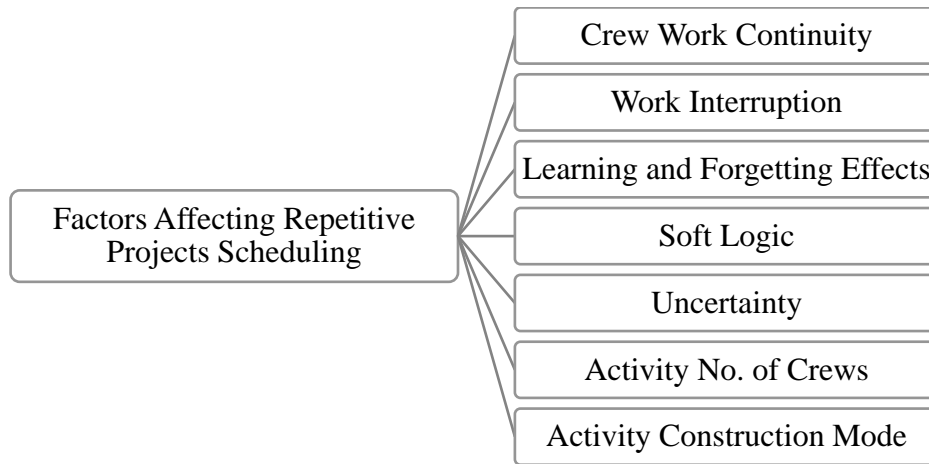 Crew Work Continuity
Work Interruption
Learning and Forgetting Effects
Factors Affecting Repetitive
Projects Scheduling
Soft Logic
Uncertainty
Activity No. of Crews
Activity Construction Mode